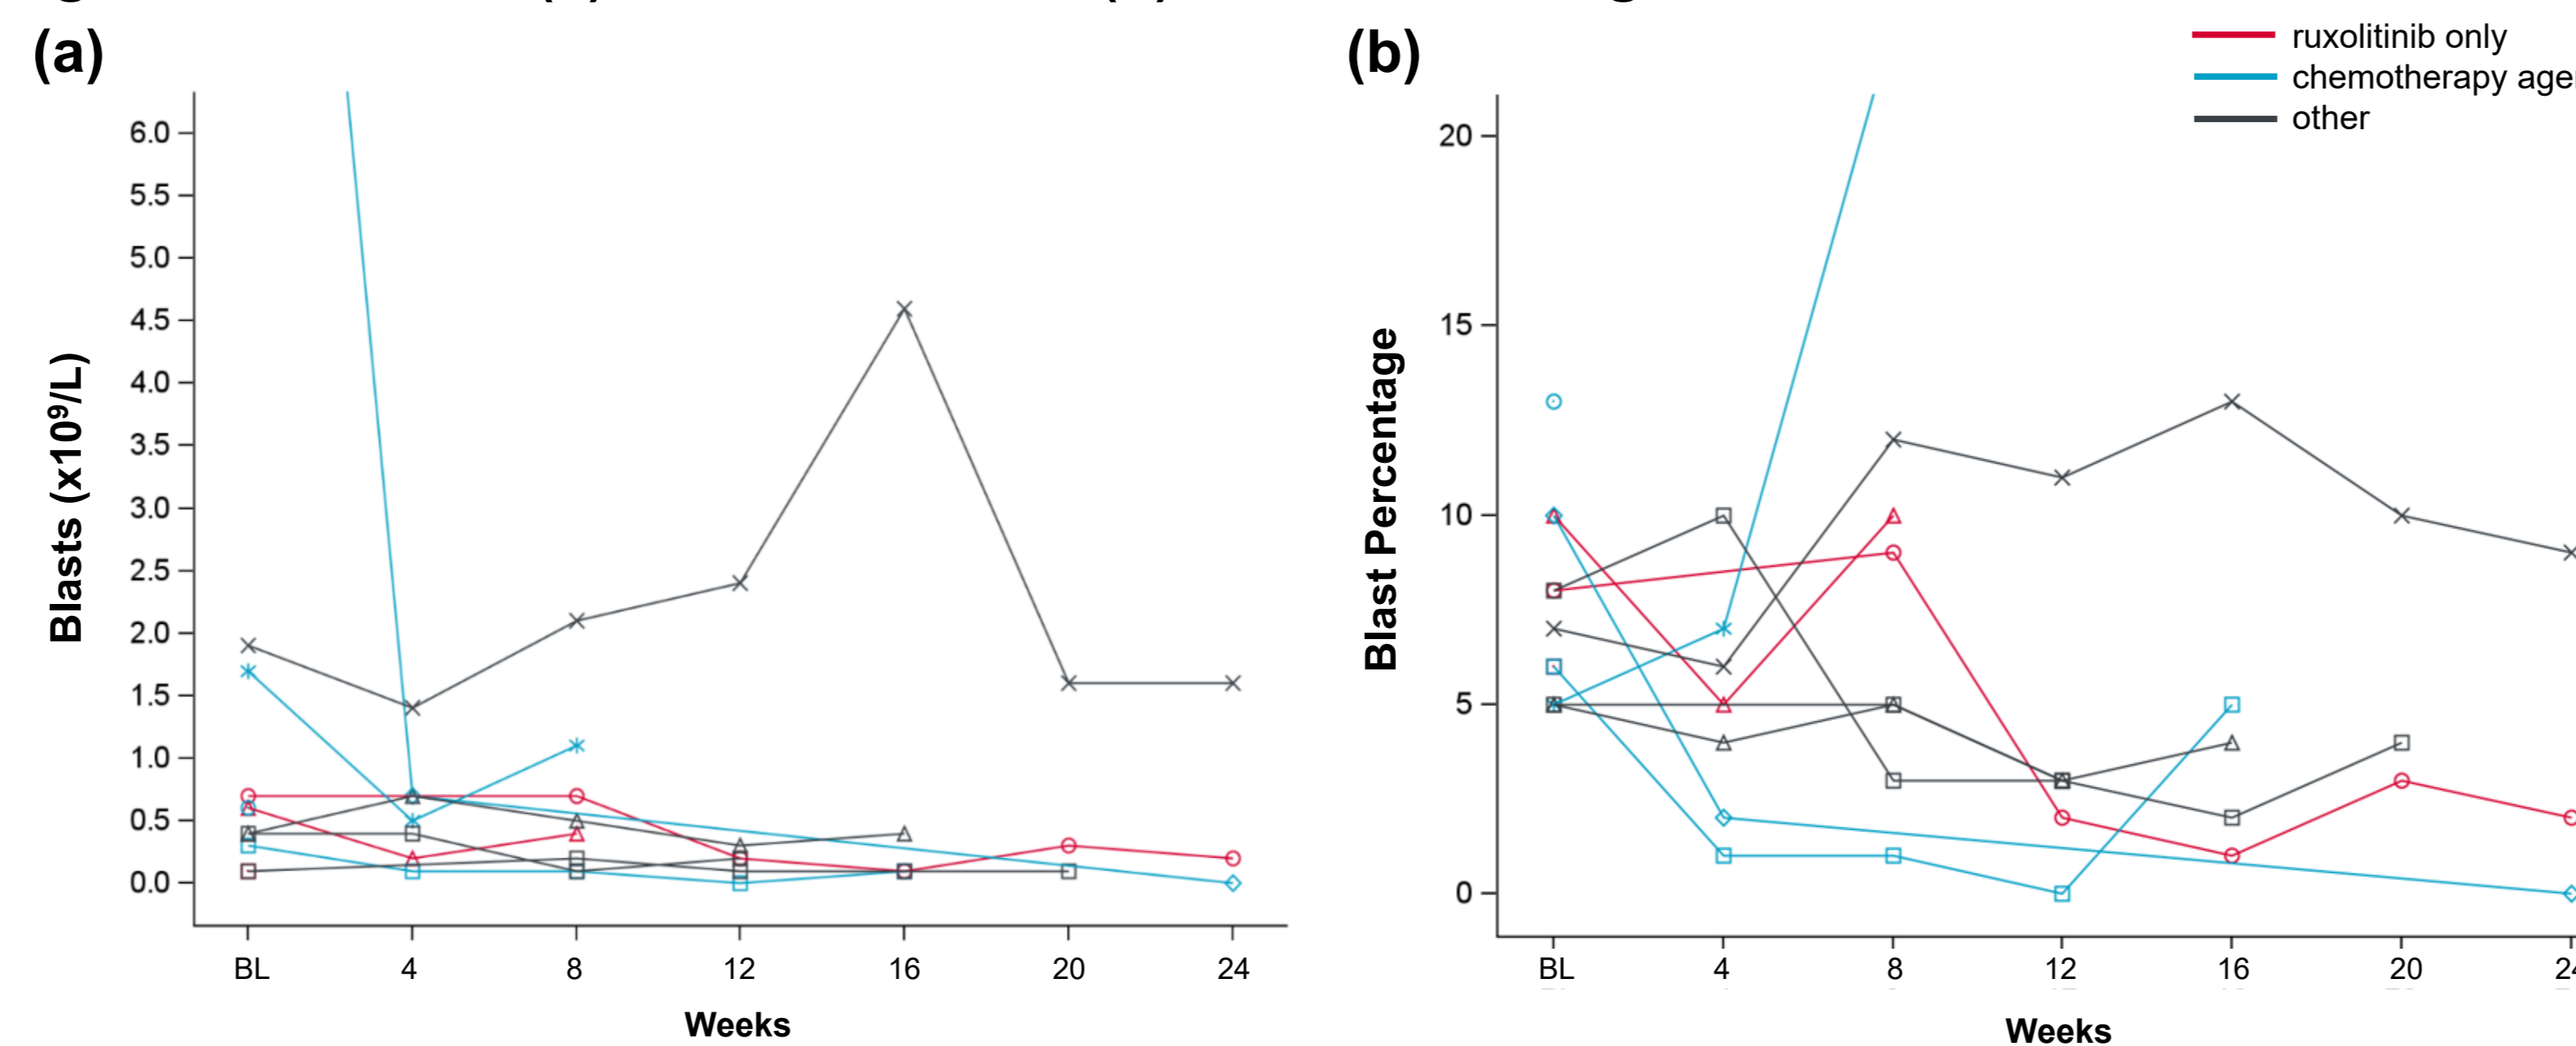 (a)
6.0
5.5
5.0
4.5
4.0
3.5
3.0
2.5
2.0
1.5
1.0
0.5
0.0
Blasts (x10⁹/L)
BL 4 8 12 16 20 24
Weeks
(b)
ruxolitinib only
chemotherapy
other
20
15
10
5
0
Blast Percentage
BL 4 8 12 16 20
Weeks